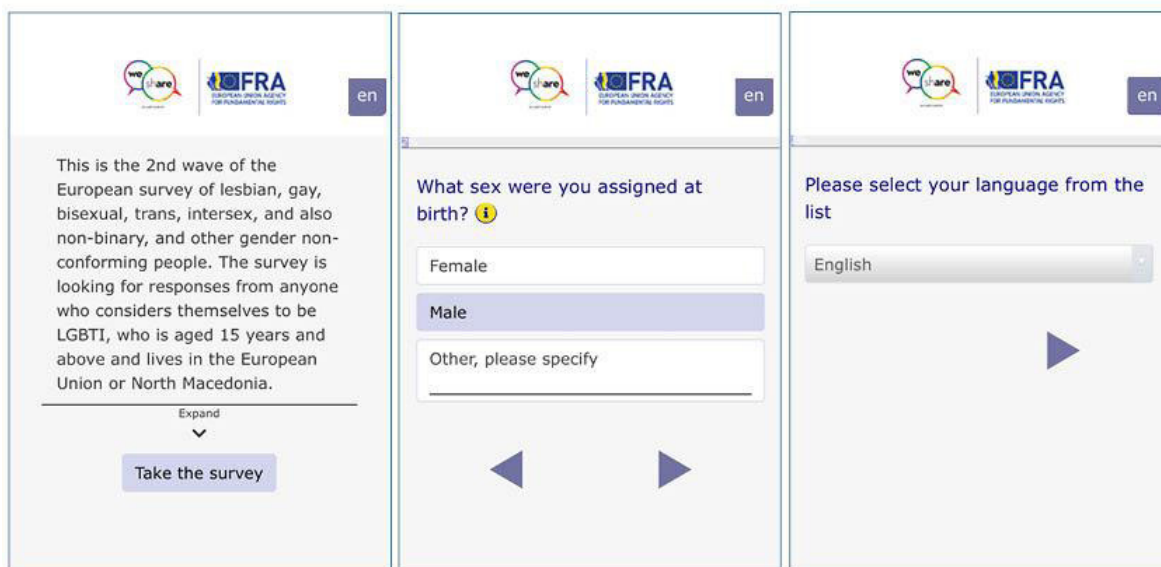 we
share
FRA
EUROPEAN UNION AGENCY
FOR FUNDAMENTAL RIGHTS
en
This is the 2nd wave of the
European survey of lesbian, gay,
bisexual, trans, intersex, and also
non-binary, and other gender non-
conforming people. The survey is
looking for responses from anyone
who considers themselves to be
LGBTI, who is aged 15 years and
above and lives in the European
Union or North Macedonia.
Expand
Take the survey
we
share
FRA
EUROPEAN UNION AGENCY
FOR FUNDAMENTAL RIGHTS
en
What sex were you assigned at
birth? i
Female
Male
Other, please specify
we
share
FRA
EUROPEAN UNION AGENCY
FOR FUNDAMENTAL RIGHTS
en
Please select your language from the
list
English